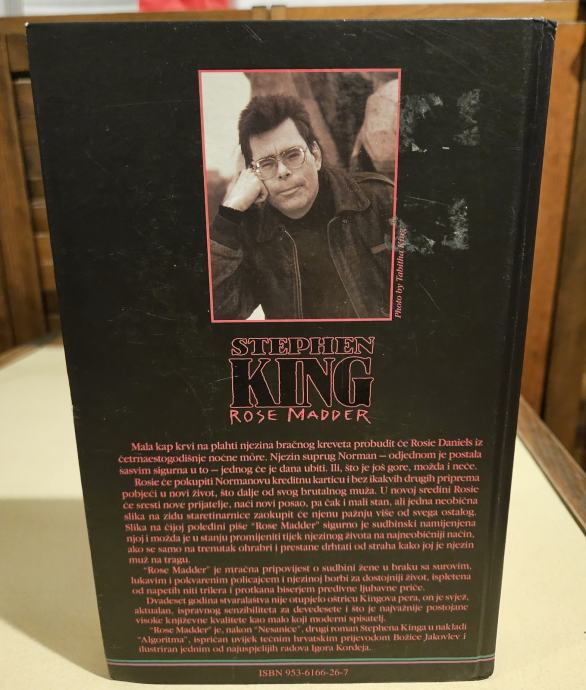 Photo by Tabitha King
STEPHEN
KING
ROSE MADDER
Mala kap krvi na plahti njezina bračnog kreveta probudit će Rosie Daniels iz
četrnaestogodišnje noćne môre. Njezin suprug Norman — odjednom je postala
sasvim sigurna u to — jednog će je dana ubiti. Ili, što je još gore, možda i neće.
Rosie će pokupiti Normanovu kreditnu karticu i bez ikakvih drugih priprema
pobjeći u novi život, što dalje od svog brutalnog muža. U novoj sredini Rosie
će sresti nove prijatelje, naći novi posao, pa čak i mali stan, ali jedna neobična
slika na zidu staretinarnice zaokupit će njenu pažnju više od svega ostalog.
Slika na čijoj poleđini piše "Rose Madder" sigurno je sudbinski namijenjena
njoj i možda je u stanju promijeniti tijek njezinog života na najneobičniji način,
ako se samo na trenutak ohrabri i prestane drhtati od straha kako joj je njezin
muž na tragu.
"Rose Madder" je mračna pripovijest o sudbini žene u braku sa surovim,
lukavim i pokvarenim policajcem i njezinoj borbi za dostojniji život, ispletena
od napetih niti trilera i protkana biserjem predivne ljubavne priče.
Dvadeset godina stvaralaštva nije otupjelo oštricu Kingova pera, on je svjež,
aktualan, ispravnog senzibiliteta za devedesete i što je najvažnije postojane
visoke književne kvalitete kao malo koji moderni spisatelj.
"Rose Madder" je, nakon "Nesanice", drugi roman Stephena Kinga u nakladi
"Algoritma", ispričan uvijek tečnim hrvatskim prijevodom Božice Jakovlev i
ilustriran jednim od najuspjelijih radova Igora Kordeja.
ISBN 953-6166-26-7